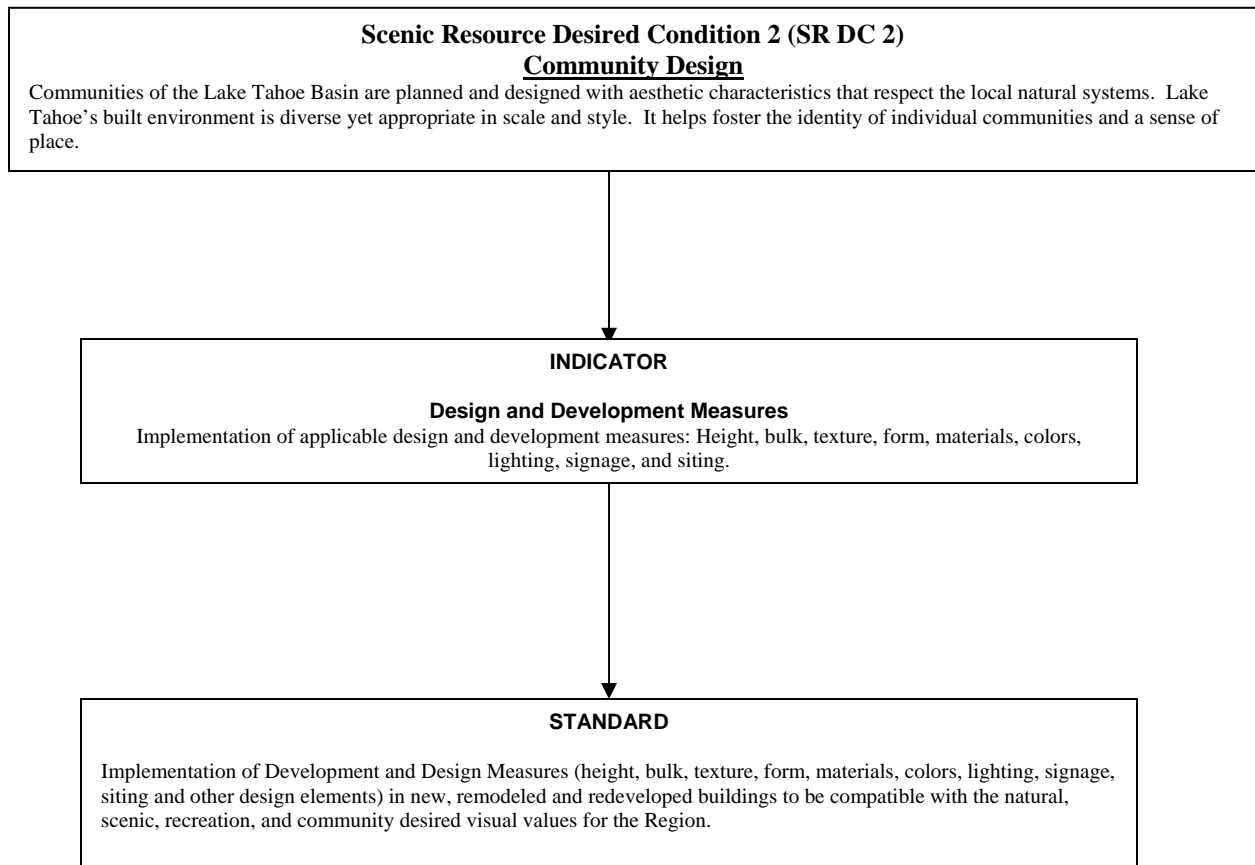 Scenic Resource Desired Condition 2 (SR DC 2)
Community Design
Communities of the Lake Tahoe Basin are planned and designed with aesthetic characteristics that respect the local natural systems.  Lake
Tahoe’s built environment is diverse yet appropriate in scale and style.  It helps foster the identity of individual communities and a sense of
place.
INDICATOR
Design and Development Measures
Implementation of applicable design and development measures: Height, bulk, texture, form, materials, colors,
lighting, signage, and siting.
STANDARD
Implementation of Development and Design Measures (height, bulk, texture, form, materials, colors, lighting, signage,
siting and other design elements) in new, remodeled and redeveloped buildings to be compatible with the natural,
scenic, recreation, and community desired visual values for the Region.